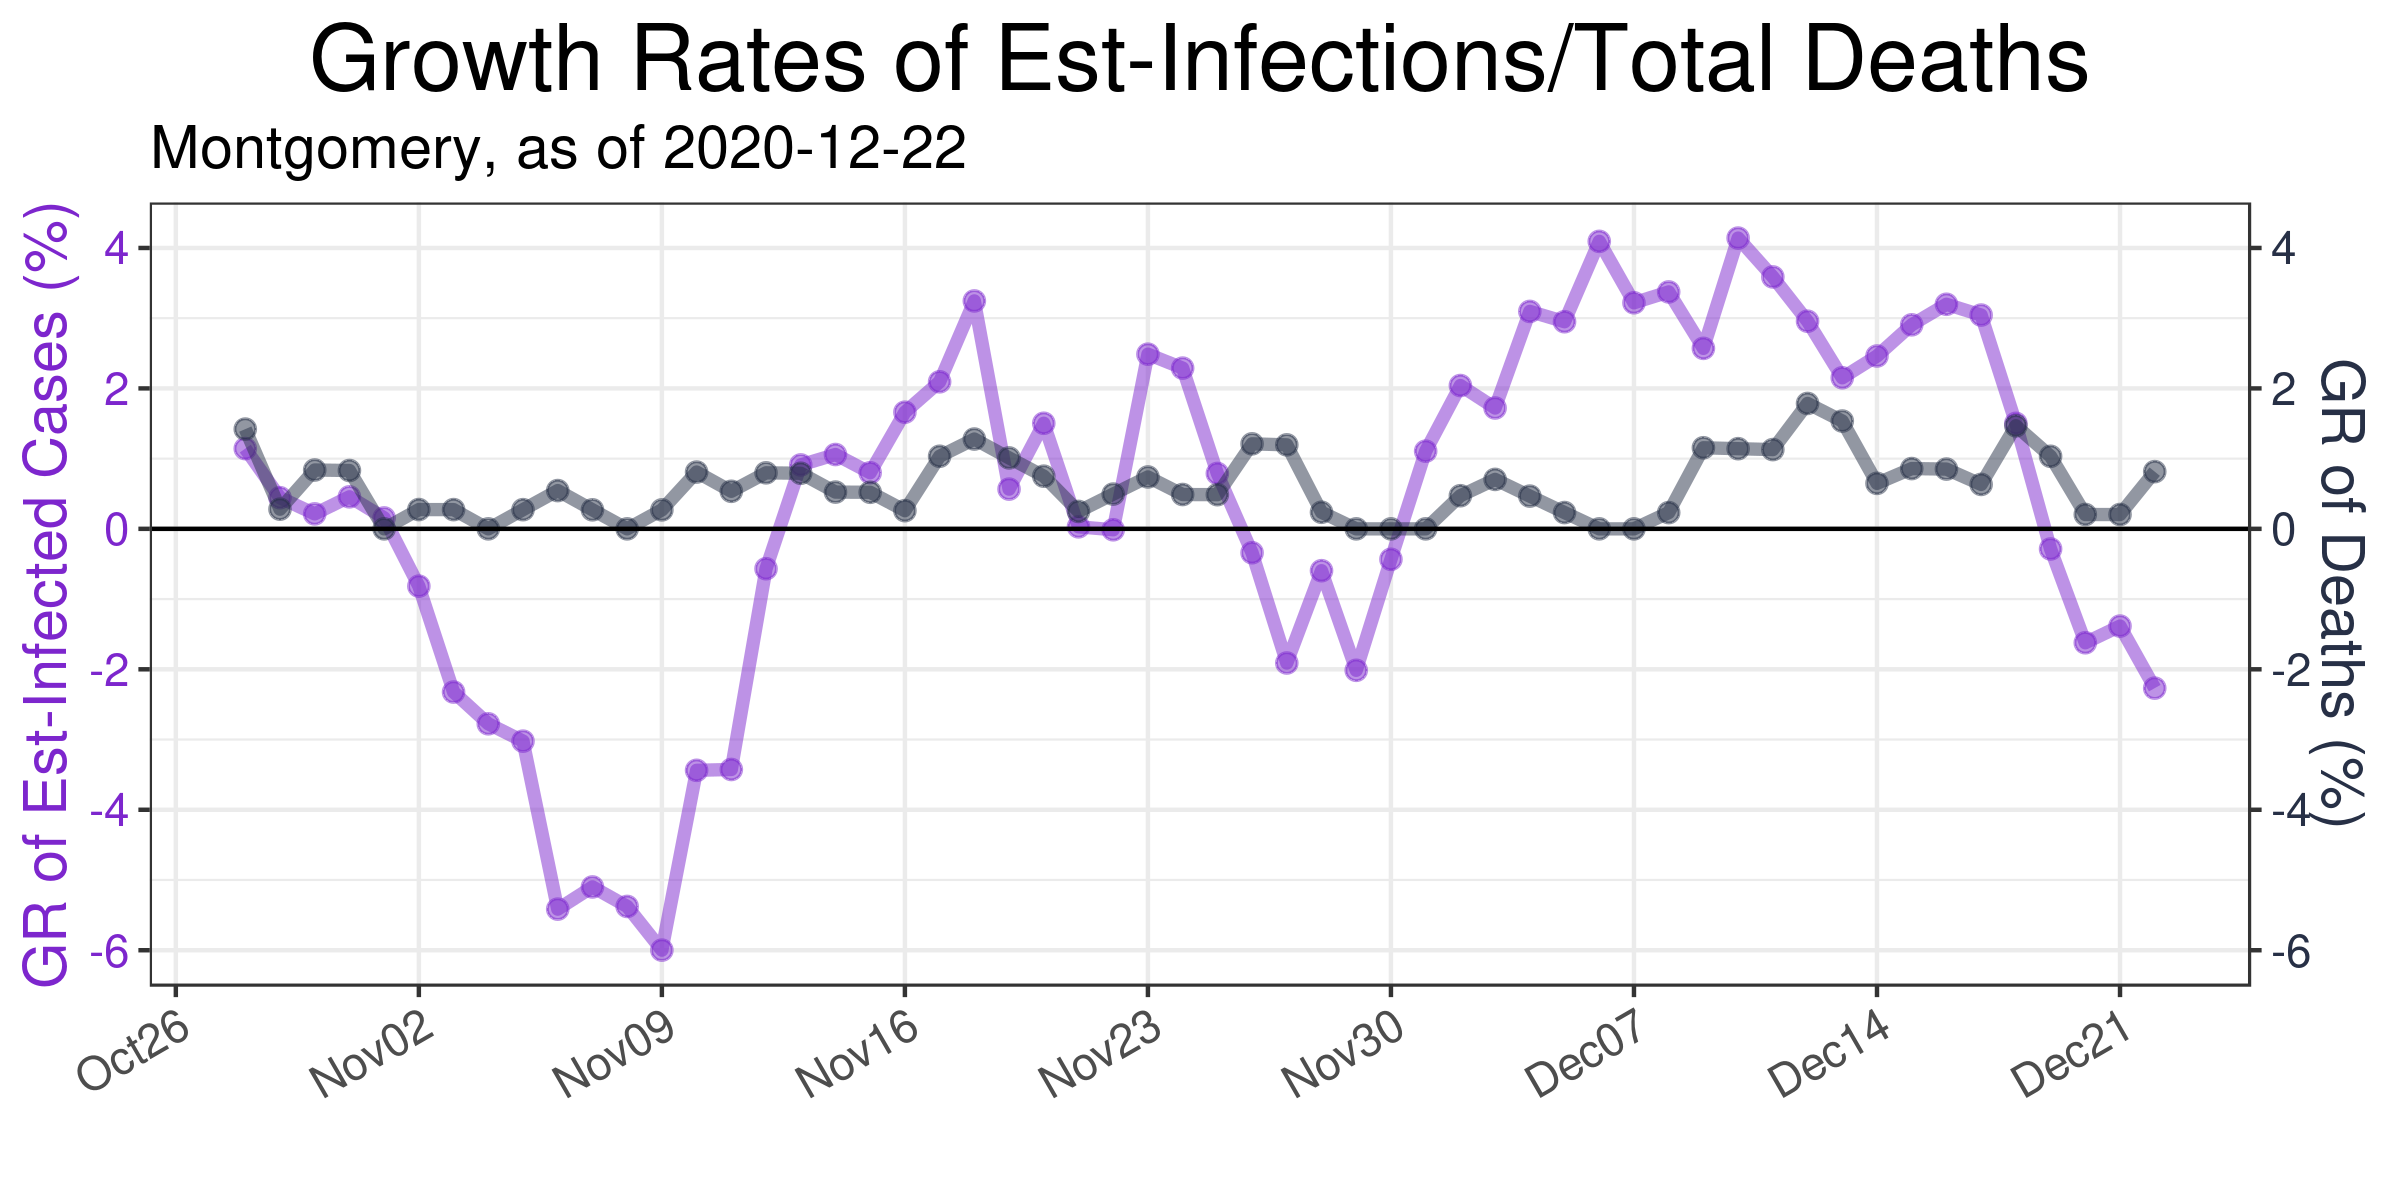 Growth Rates of Est-Infections/Total Deaths
Montgomery, as of 2020-12-22
GR of Est-Infected Cases (%)
4
2
0
-2
-4
-6
4
2
0
-2
-4
-6
GR of Deaths (%)
Oct26
Nov02
Nov09
Nov16
Nov23
Nov30
Dec07
Dec14
Dec21